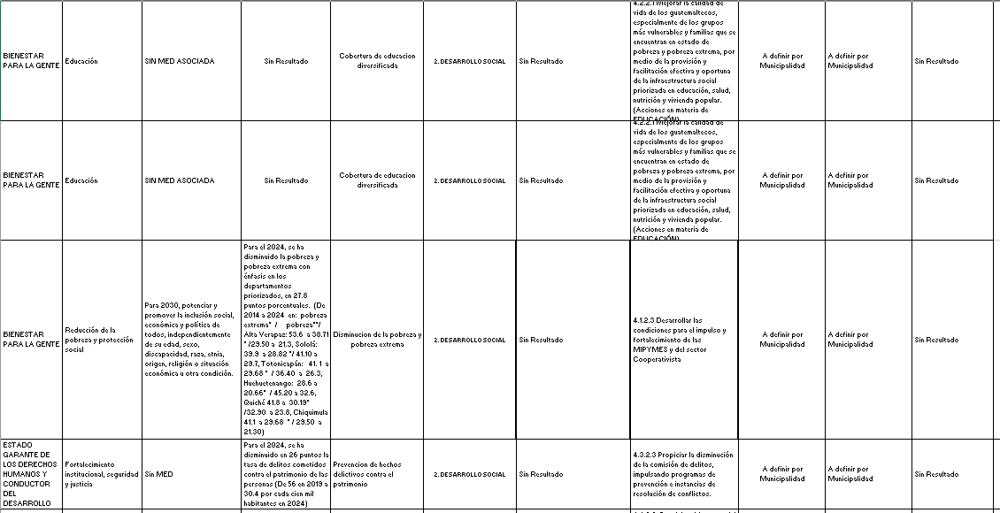 BIENESTAR
PARA LA GENTE
Educación
SIN MED ASOCIADA
Sin Resultado
Cobertura de educacion
diversificada
2. DESARROLLO SOCIAL
Sin Resultado
4.2.2.1 Mejorar la calidad de
vida de los guatemaltecos,
especialmente de los grupos
más vulnerables y familias que se
encuentran en estado de
pobreza y pobreza extrema, por
medio de la provisión y
facilitación efectiva y oportuna
de la infraestructura social
priorizada en educación, salud,
nutrición y vivienda popular.
(Acciones en materia de
EDUCACIÓN)
A definir por
Municipalidad
A definir por
Municipalidad
Sin Resultado
BIENESTAR
PARA LA GENTE
Educación
SIN MED ASOCIADA
Sin Resultado
Cobertura de educacion
diversificada
2. DESARROLLO SOCIAL
Sin Resultado
4.2.2.1 Mejorar la calidad de
vida de los guatemaltecos,
especialmente de los grupos
más vulnerables y familias que se
encuentran en estado de
pobreza y pobreza extrema, por
medio de la provisión y
facilitación efectiva y oportuna
de la infraestructura social
priorizada en educación, salud,
nutrición y vivienda popular.
(Acciones en materia de
EDUCACIÓN)
A definir por
Municipalidad
A definir por
Municipalidad
Sin Resultado
BIENESTAR
PARA LA GENTE
Reducción de la
pobreza y protección
social
Para 2030, potenciar y
promover la inclusión social,
económica y política de
todos, independientemente
de su edad, sexo,
discapacidad, raza, etnia,
origen, religión o situación
económica u otra condición.
Para el 2024, se ha
disminuido la pobreza y
pobreza extrema con
énfasis en los
departamentos
priorizados, en 27.8
puntos porcentuales. (De
2014 a 2024 en: pobreza
extrema* / pobreza**/
Alta Verapaz: 53.6 a 38.71
* /29.50 a 21.3, Sololá:
39.9 a 28.82 */ 41.10 a
29.7, Totonicapán: 41.1 a
29.68 * / 36.40 a 26.3,
Huehuetenango: 28.6 a
20.66* / 45.20 a 32.6,
Quiché 41.8 a 30.19*
/32.90 a 23.8, Chiquimula
41.1 a 29.68 * / 29.50 a
21.30)
Disminucion de la pobreza y
pobreza extrema
2. DESARROLLO SOCIAL
Sin Resultado
4.1.2.3 Desarrollar las
condiciones para el impulso y
fortalecimiento de las
MIPYMES y del sector
Cooperativista
A definir por
Municipalidad
A definir por
Municipalidad
Sin Resultado
ESTADO
GARANTE DE
LOS DERECHOS
HUMANOS Y
CONDUCTOR
DEL
DESARROLLO
Fortalecimiento
institucional, seguridad
y justicia
Sin MED
Para el 2024, se ha
disminuido en 26 puntos la
tasa de delitos cometidos
contra el patrimonio de las
personas (De 56 en 2019 a
30.4 por cada cien mil
habitantes en 2024)
Prevencion de hechos
delictivos contra el
patrimonio
2. DESARROLLO SOCIAL
Sin Resultado
4.3.2.3 Propiciar la disminución
de la comisión de delitos,
impulsando programas de
prevención e instancias de
resolución de conflictos.
A definir por
Municipalidad
A definir por
Municipalidad
Sin Resultado